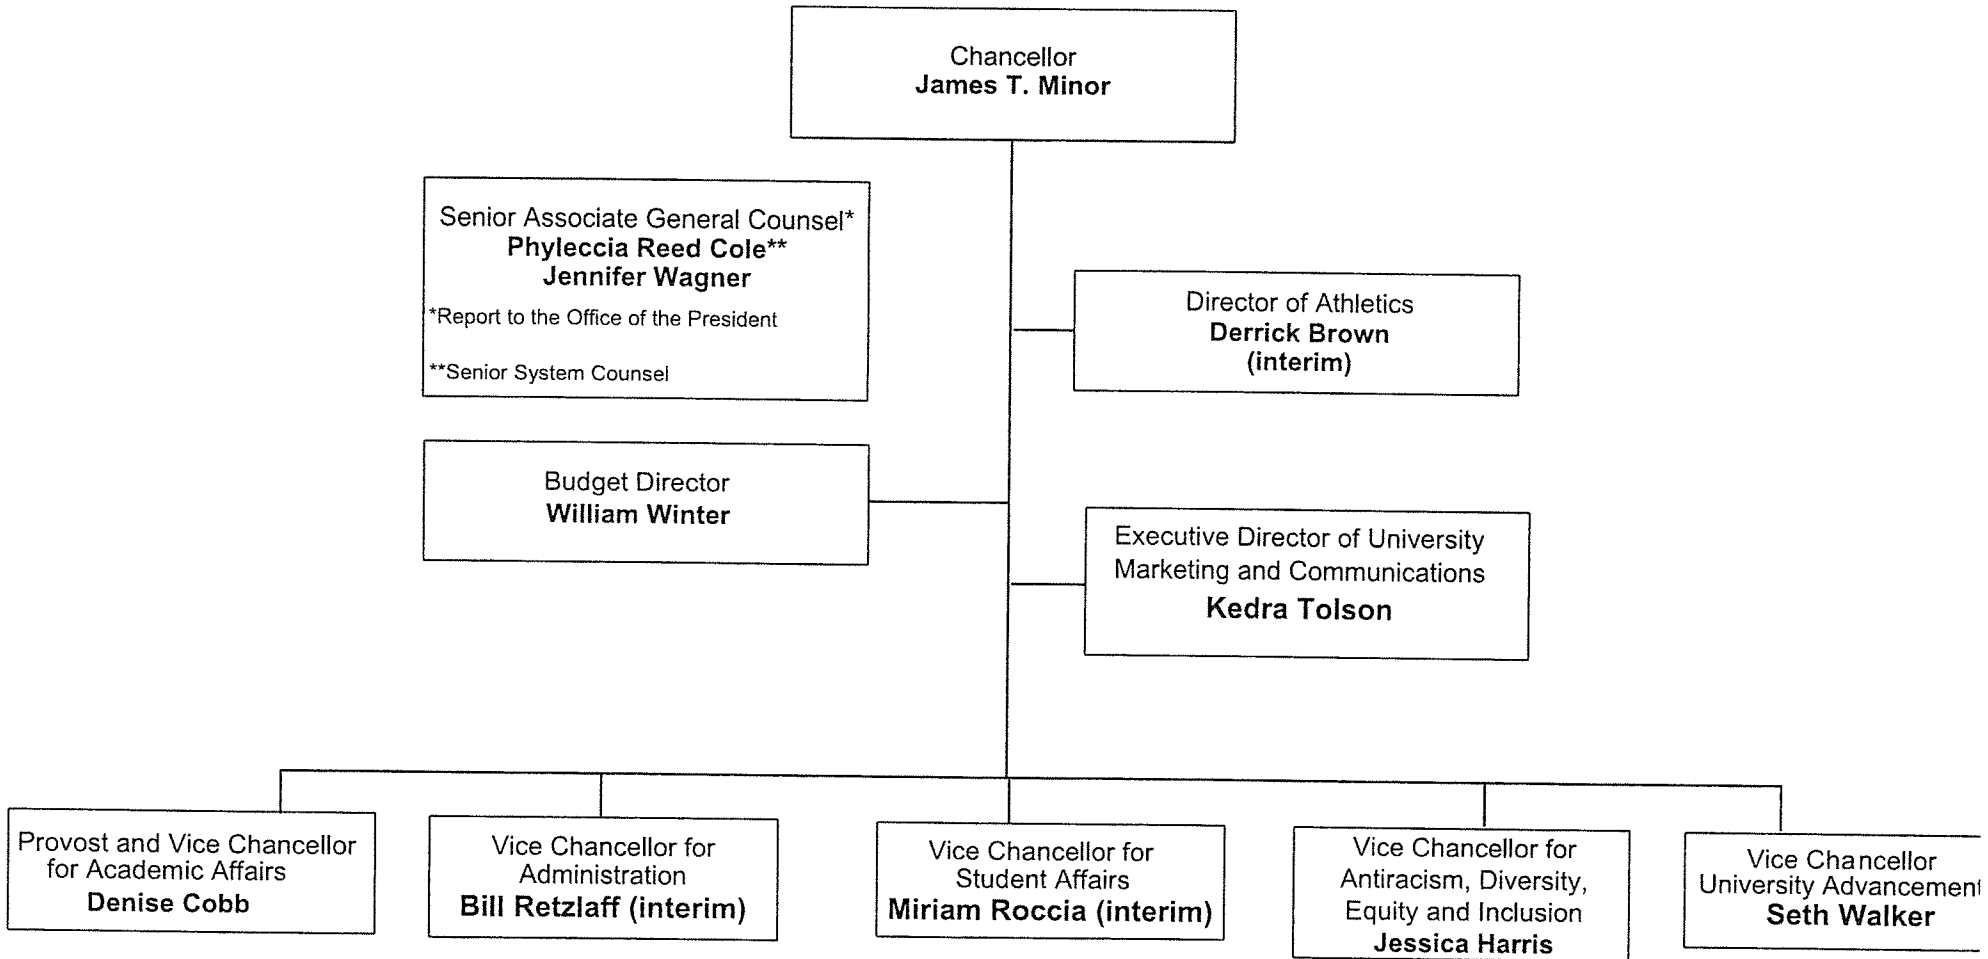 Chancellor
James T. Minor
Senior Associate General Counsel*
Phyleccia Reed Cole**
Jennifer Wagner
*Report to the Office of the President
**Senior System Counsel
Director of Athletics
Derrick Brown
(interim)
Budget Director
William Winter
Executive Director of University
Marketing and Communications
Kedra Tolson
Provost and Vice Chancellor
for Academic Affairs
Denise Cobb
Vice Chancellor for
Administration
Bill Retzlaff (interim)
Vice Chancellor for
Student Affairs
Miriam Roccia (interim)
Vice Chancellor for
Antiracism, Diversity,
Equity and Inclusion
Jessica Harris
Vice Chancellor
University Advancement
Seth Walker